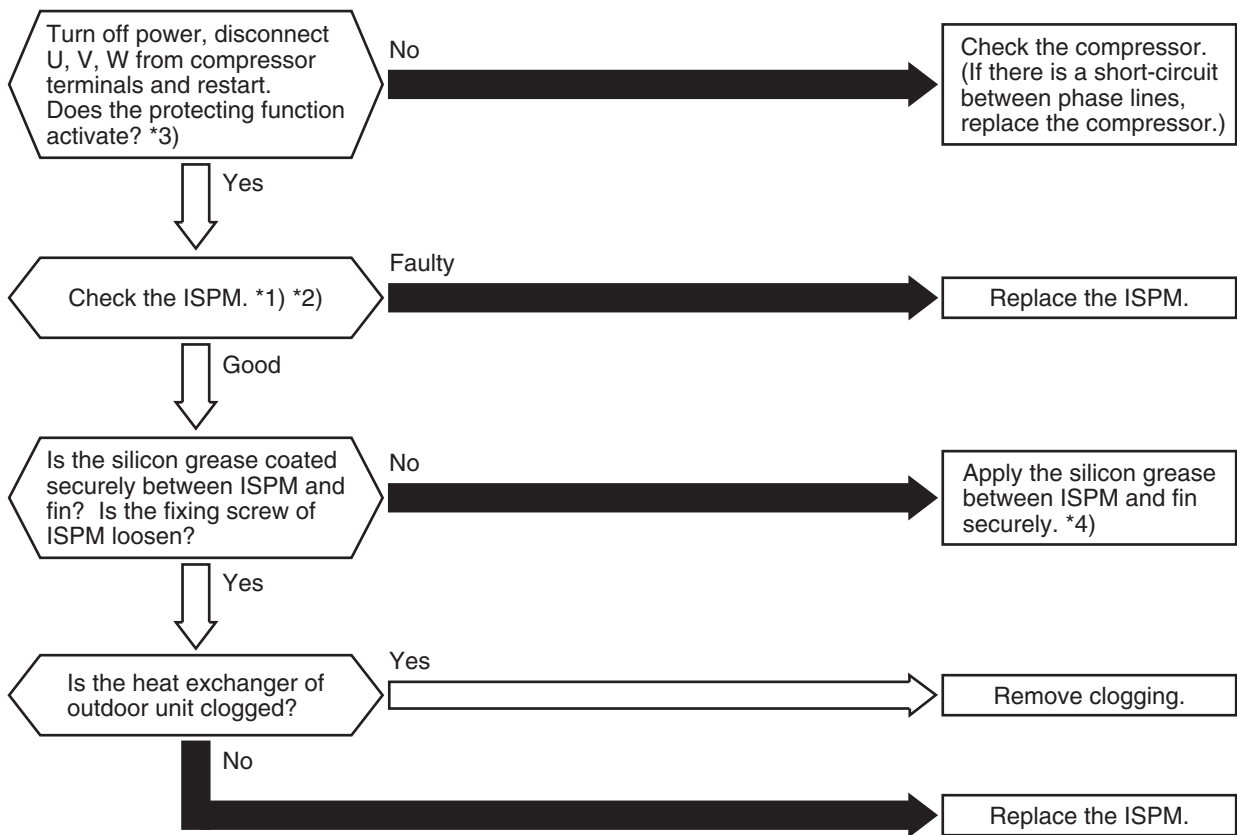 Turn off power, disconnect
U, V, W from compressor
terminals and restart.
Does the protecting function
activate? *3)
No
Check the compressor.
(If there is a short-circuit
between phase lines,
replace the compressor.)
Yes
Check the ISPM. *1) *2)
Faulty
Replace the ISPM.
Good
Is the silicon grease coated
securely between ISPM and
fin? Is the fixing screw of
ISPM loosen?
No
Apply the silicon grease
between ISPM and fin
securely. *4)
Yes
Is the heat exchanger of
outdoor unit clogged?
Yes
Remove clogging.
No
Replace the ISPM.